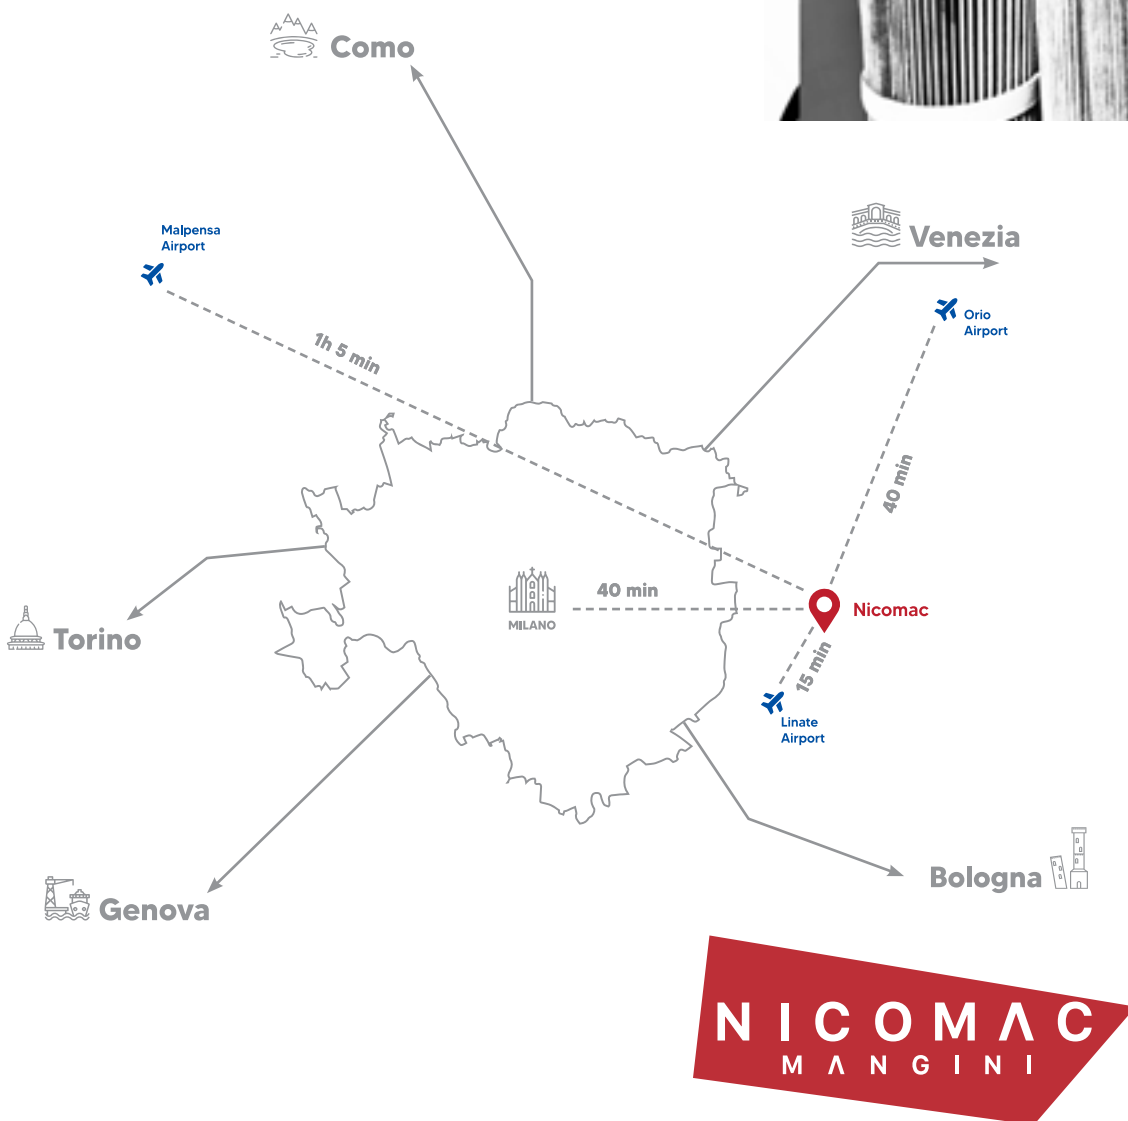 Como
Malpensa
Airport
Venezia
Orio
Airport
1h 5 min
40 min
40 min
MILANO
Nicomac
Torino
15 min
Linate
Airport
Bologna
Genova
NICOMAC
MANGINI